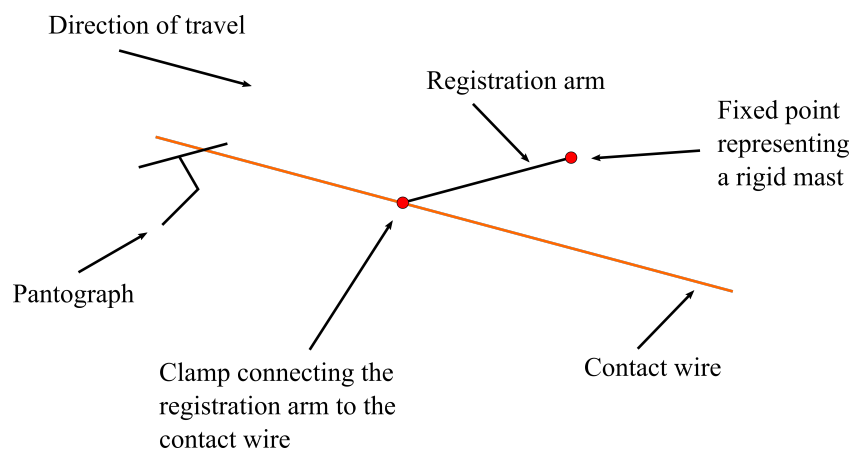 Direction of travel
Registration arm
Fixed point
representing
a rigid mast
Pantograph
Clamp connecting the
registration arm to the
contact wire
Contact wire